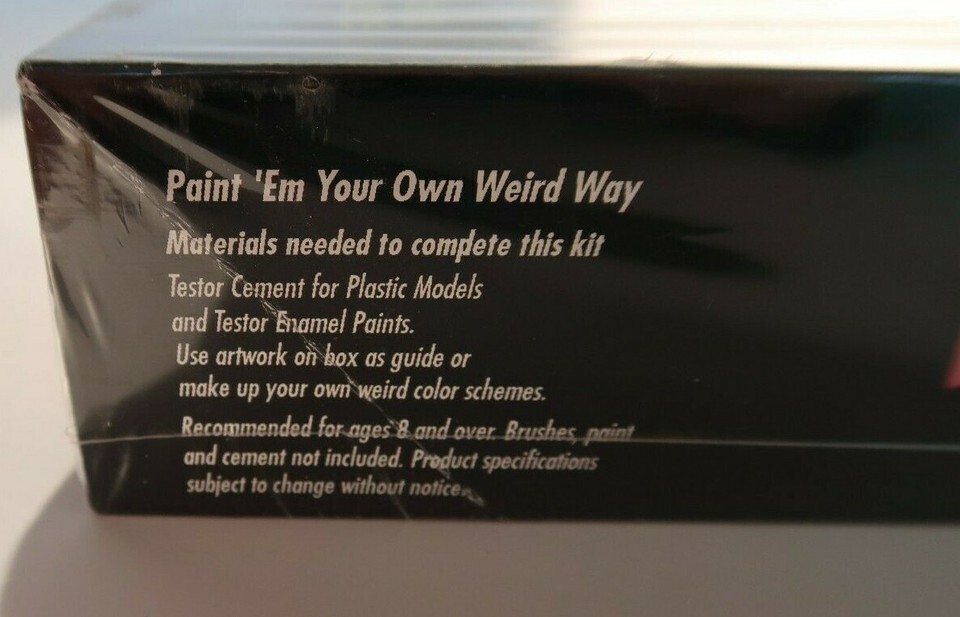 Paint 'Em Your Own Weird Way
Materials needed to complete this kit
Testor Cement for Plastic Models
and Testor Enamel Paints.
Use artwork on box as guide or
make up your own weird color schemes.
Recommended for ages 8 and over. Brushes, paint
and cement not included. Product specifications
subject to change without notice.